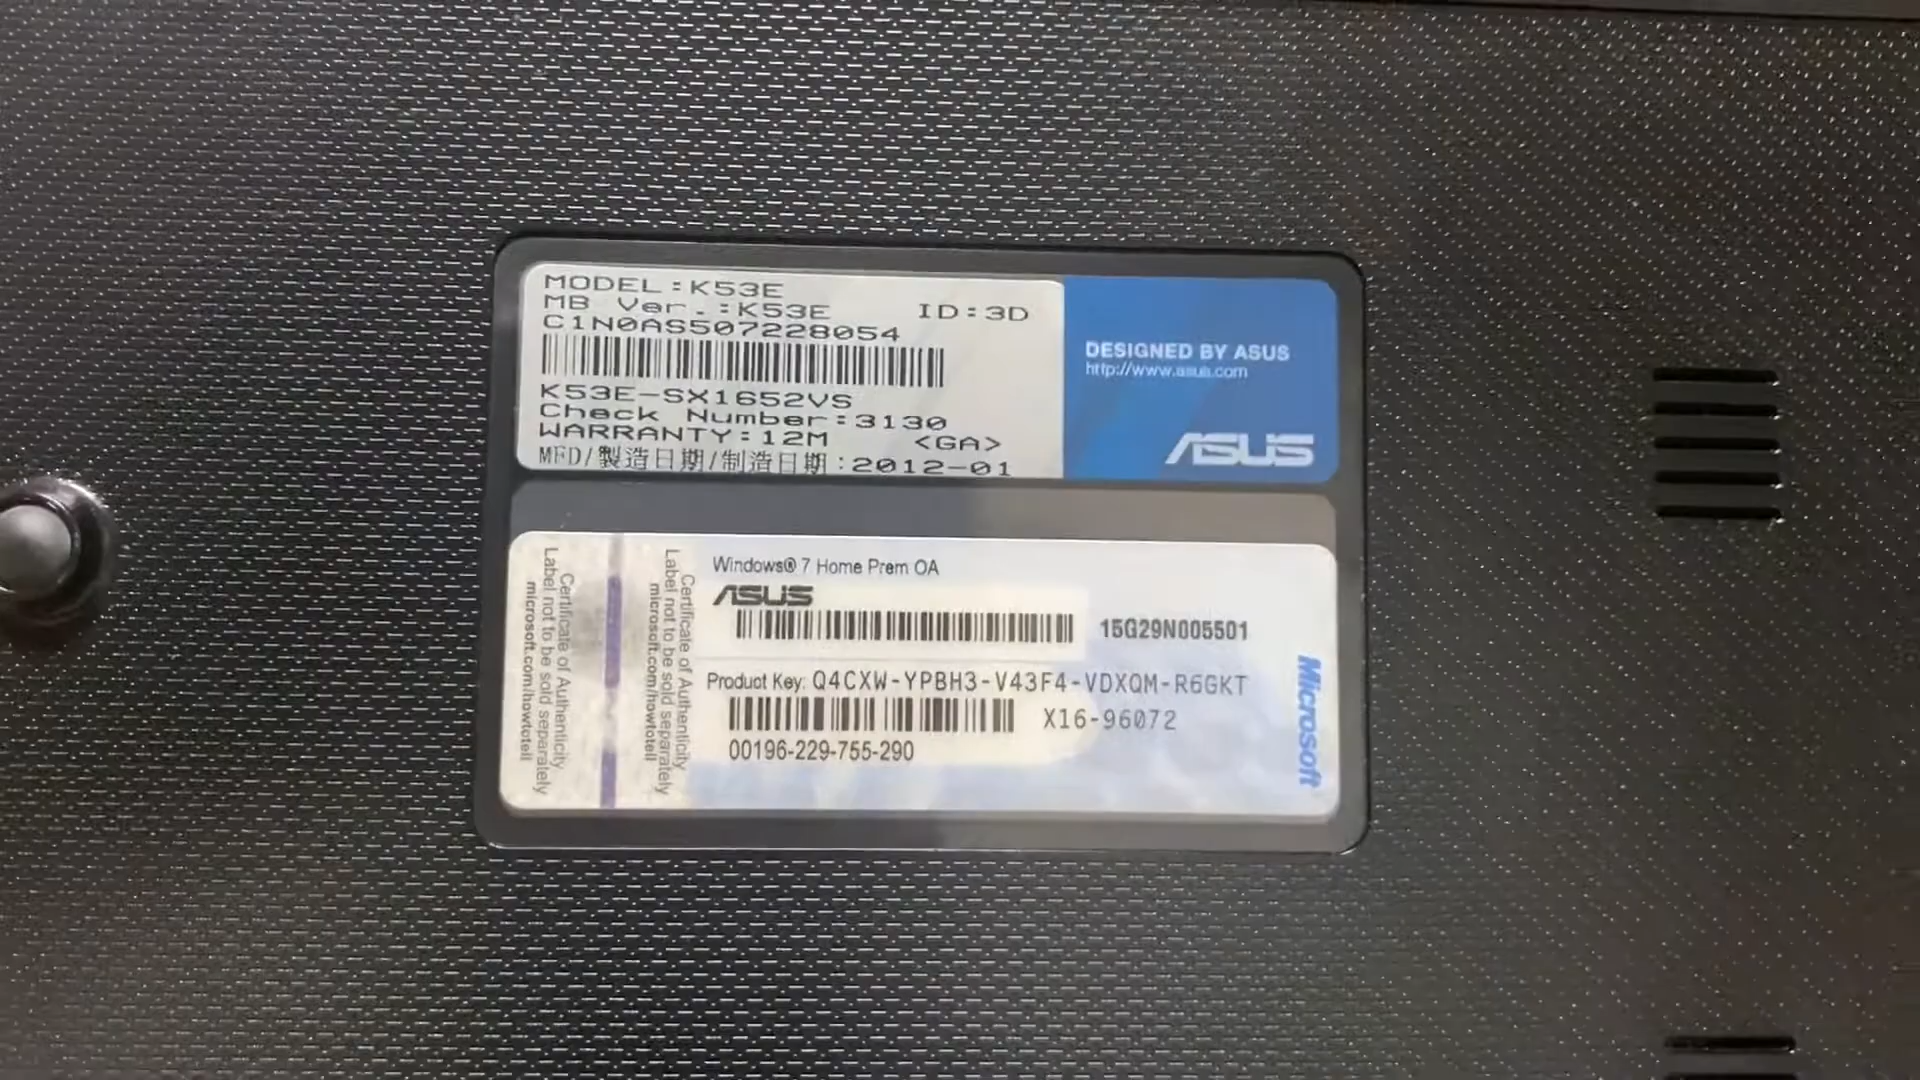 MODEL:K53E
MB Ver.:K53E ID:3D
C1N0AS507228054
K53E-SX1652VS
Check Number:3130
WARRANTY:12M <GA>
MFD/製造日期/制造日期:2012-01
DESIGNED BY ASUS
http://www.asus.com
ASUS
Certificate of Authenticity
Label not to be sold separately
microsoft.com/howtotell
Certificate of Authenticity
Label not to be sold separately
microsoft.com/howtotell
Windows® 7 Home Prem OA
ASUS
15G29N005501
Product Key: Q4CXW-YPBH3-V43F4-VDXQM-R6GKT
X16-96072
00196-229-755-290
Microsoft